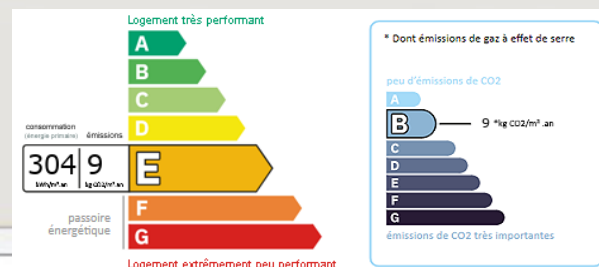 Logement très performant
A
B
C
D
consommation
(énergie primaire)
émissions
304
9
kWh/m².an
kg CO2/m².an
E
passoire
énergétique
F
G
Logement extrêmement peu performant
* Dont émissions de gaz à effet de serre
peu d'émissions de CO2
A
B
9 *kg CO2/m² .an
C
D
E
F
G
émissions de CO2 très importantes